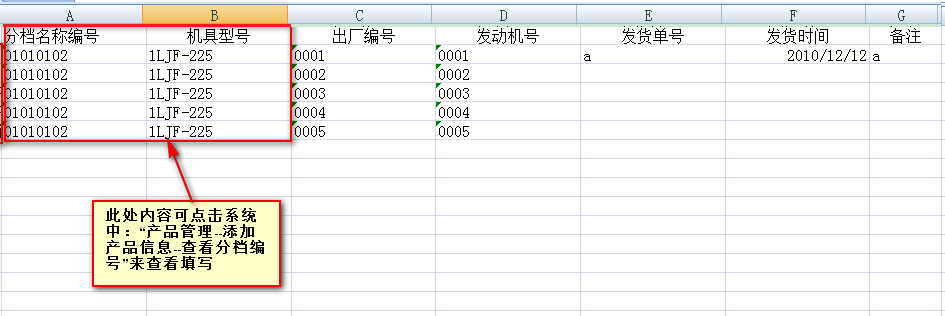 A B C D E F G
分档名称编号 机具型号 出厂编号 发动机号 发货单号 发货时间 备注
01010102 1LJF-225 0001 0001 a 2010/12/12 a
01010102 1LJF-225 0002 0002
01010102 1LJF-225 0003 0003
01010102 1LJF-225 0004 0004
01010102 1LJF-225 0005 0005
此处内容可点击系统
中：“产品管理--添加
产品信息--查看分档编
号”来查看填写